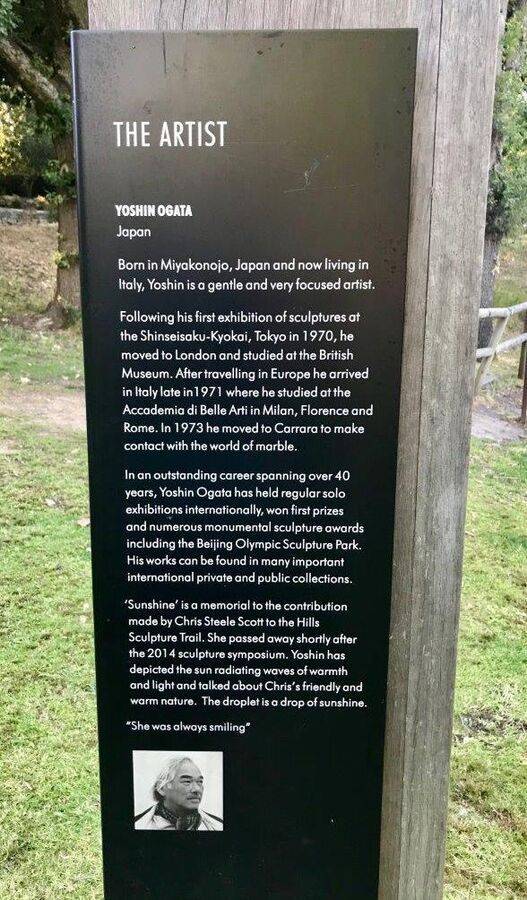 THE ARTIST
YOSHIN OGATA
Japan
Born in Miyakonojo, Japan and now living in
Italy, Yoshin is a gentle and very focused artist.
Following his first exhibition of sculptures at
the Shinseisaku-Kyokai, Tokyo in 1970, he
moved to London and studied at the British
Museum. After travelling in Europe he arrived
in Italy late in1971 where he studied at the
Accademia di Belle Arti in Milan, Florence and
Rome. In 1973 he moved to Carrara to make
contact with the world of marble.
In an outstanding career spanning over 40
years, Yoshin Ogata has held regular solo
exhibitions internationally, won first prizes
and numerous monumental sculpture awards
including the Beijing Olympic Sculpture Park.
His works can be found in many important
international private and public collections.
‘Sunshine’ is a memorial to the contribution
made by Chris Steele Scott to the Hills
Sculpture Trail. She passed away shortly after
the 2014 sculpture symposium. Yoshin has
depicted the sun radiating waves of warmth
and light and talked about Chris’s friendly and
warm nature. The droplet is a drop of sunshine.
“She was always smiling”